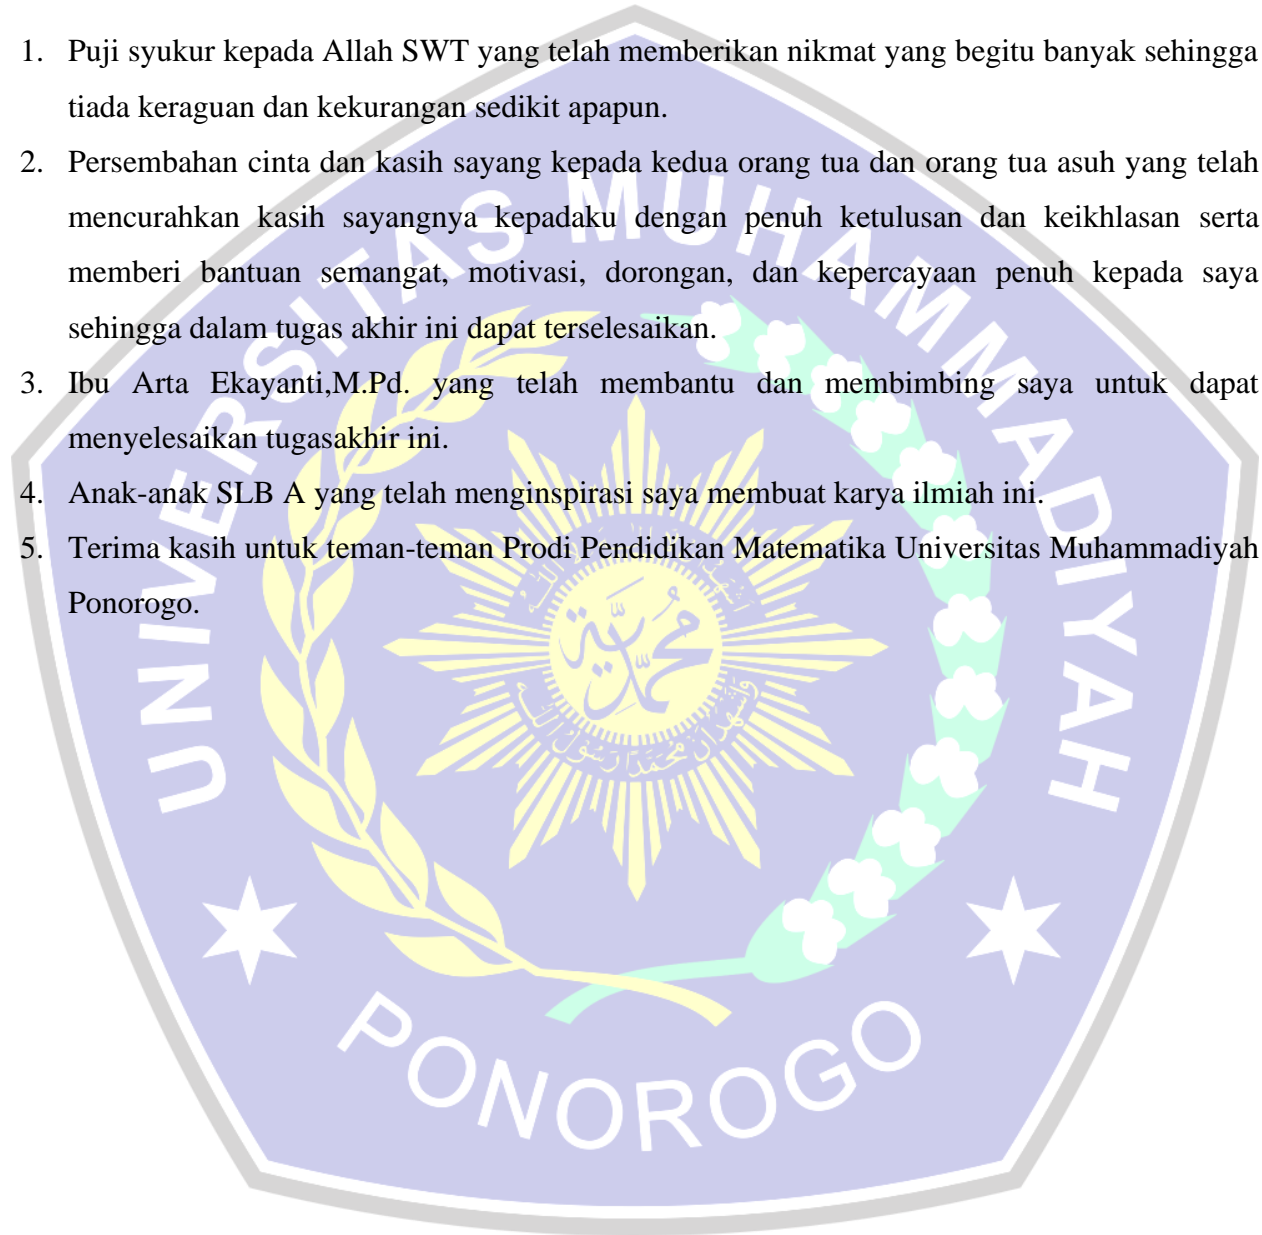 1. Puji syukur kepada Allah SWT yang telah memberikan nikmat yang begitu banyak sehingga
tiada keraguan dan kekurangan sedikit apapun.
2. Persembahan cinta dan kasih sayang kepada kedua orang tua dan orang tua asuh yang telah
mencurahkan kasih sayangnya kepadaku dengan penuh ketulusan dan keikhlasan serta
memberi bantuan semangat, motivasi, dorongan, dan kepercayaan penuh kepada saya
sehingga dalam tugas akhir ini dapat terselesaikan.
3. Ibu Arta Ekayanti,M.Pd. yang telah membantu dan membimbing saya untuk dapat
menyelesaikan tugasakhir ini.
4. Anak-anak SLB A yang telah menginspirasi saya membuat karya ilmiah ini.
5. Terima kasih untuk teman-teman Prodi Pendidikan Matematika Universitas Muhammadiyah
Ponorogo.
UNIVERSITAS MUHAMMADIYAH
PONOROGO
محمدية